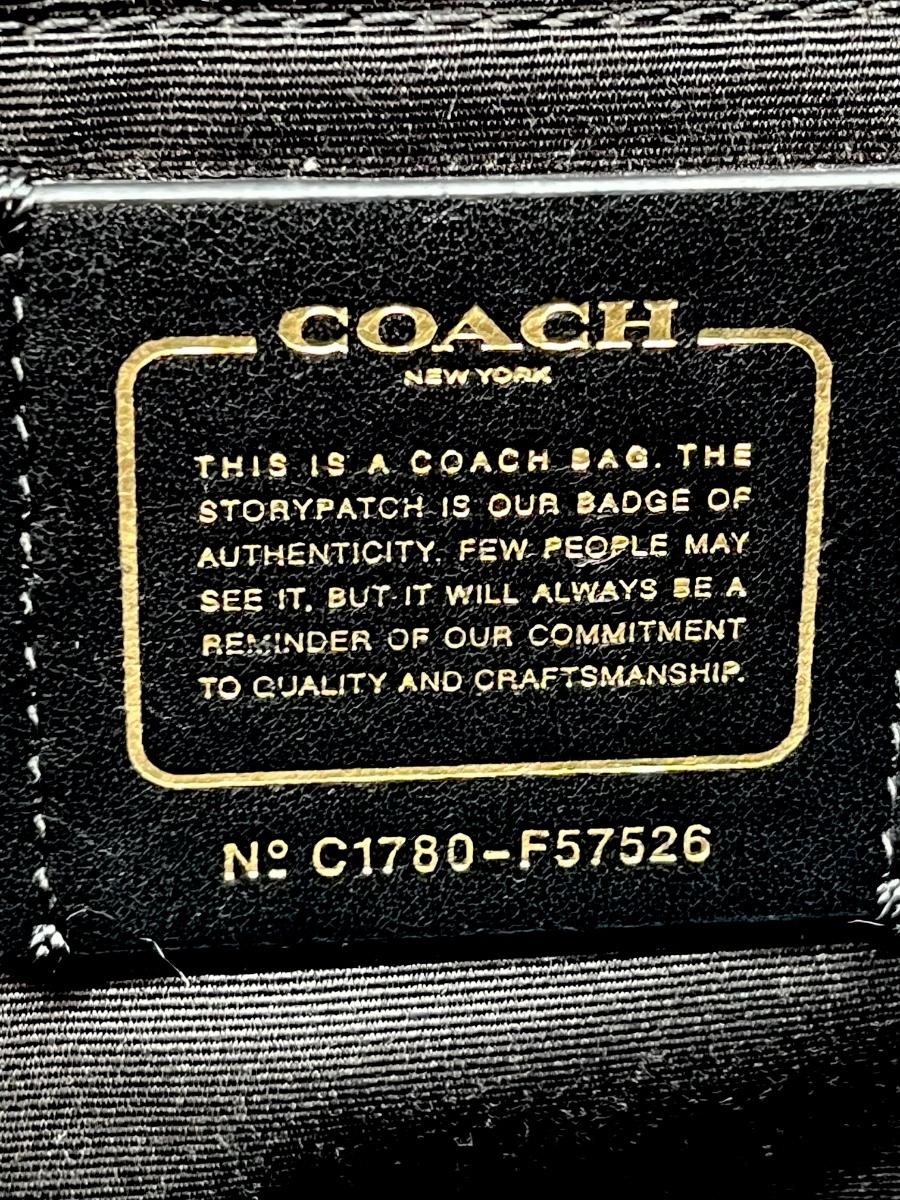 COACH
NEW YORK
THIS IS A COACH BAG. THE
STORYPATCH IS OUR BADGE OF
AUTHENTICITY. FEW PEOPLE MAY
SEE IT, BUT IT WILL ALWAYS BE A
REMINDER OF OUR COMMITMENT
TO QUALITY AND CRAFTSMANSHIP.
Nº C1780-F57526